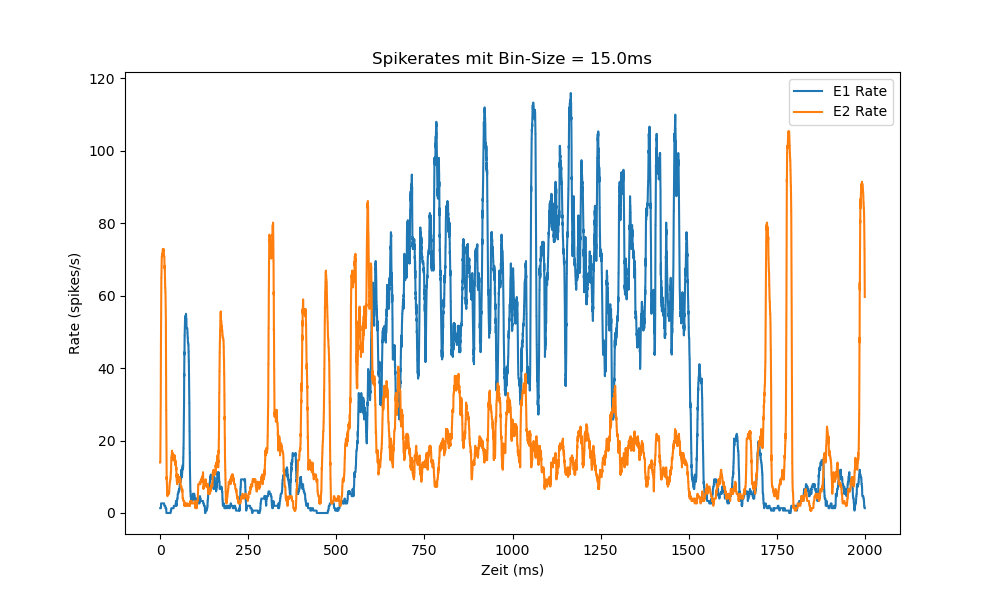 Spikerates mit Bin-Size = 15.0ms
E1 Rate
E2 Rate
Rate (spikes/s)
120
100
80
60
40
20
0
0 250 500 750 1000 1250 1500 1750 2000
Zeit (ms)